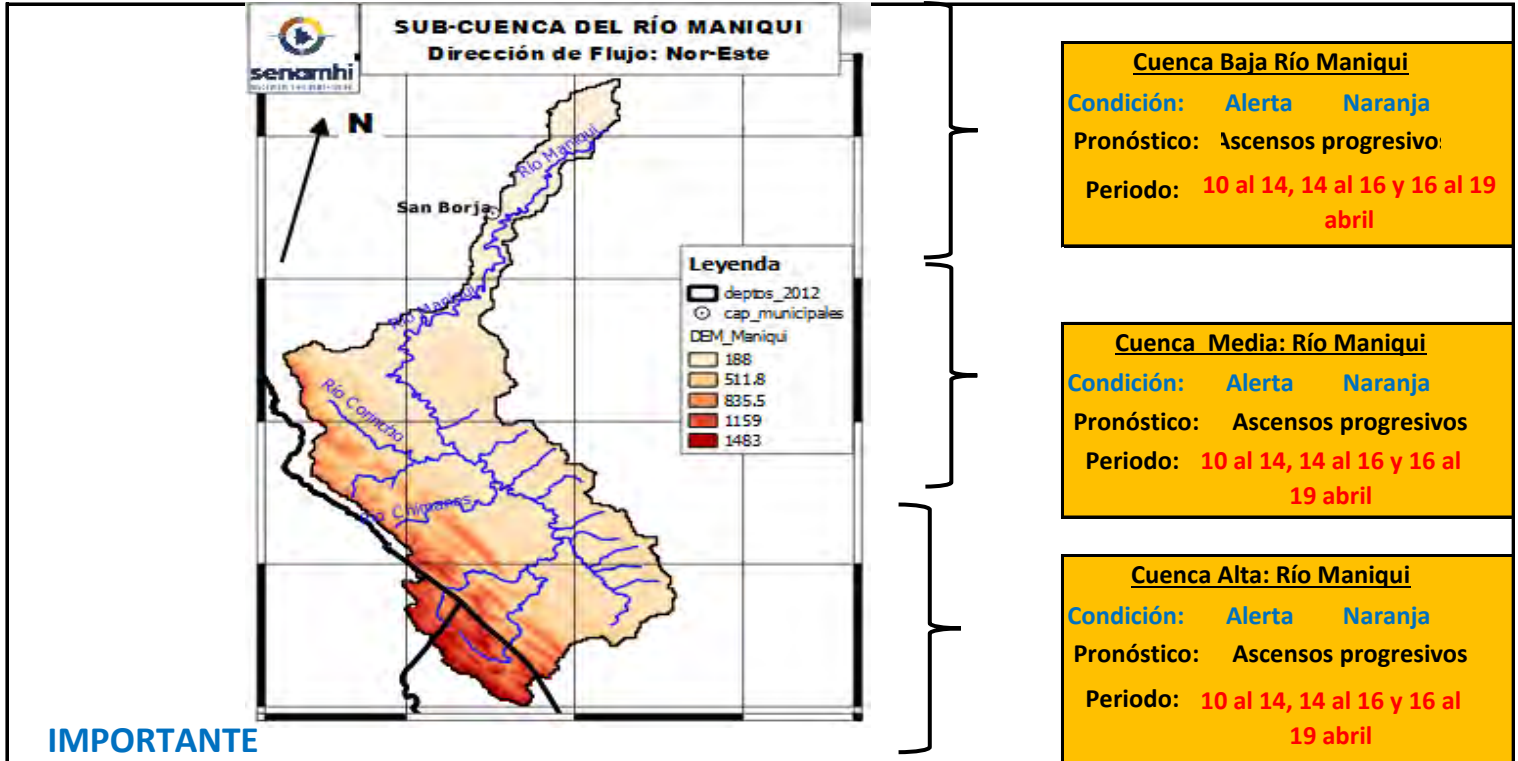 SUB-CUENCA DEL RÍO MANIQUI
Dirección de Flujo: Nor-Este
senamhi
N
Río Maniqui
San Borja
Río Maniqui
Río Corincho
Río Chimanes
Leyenda
deptos_2012
cap_municipales
DEM_Maniqui
188
511.8
835.5
1159
1483
Cuenca Baja Río Maniqui
Condición: Alerta Naranja
Pronóstico: Ascensos progresivos
Periodo: 10 al 14, 14 al 16 y 16 al 19
abril
Cuenca Media: Río Maniqui
Condición: Alerta Naranja
Pronóstico: Ascensos progresivos
Periodo: 10 al 14, 14 al 16 y 16 al
19 abril
Cuenca Alta: Río Maniqui
Condición: Alerta Naranja
Pronóstico: Ascensos progresivos
Periodo: 10 al 14, 14 al 16 y 16 al
19 abril
IMPORTANTE